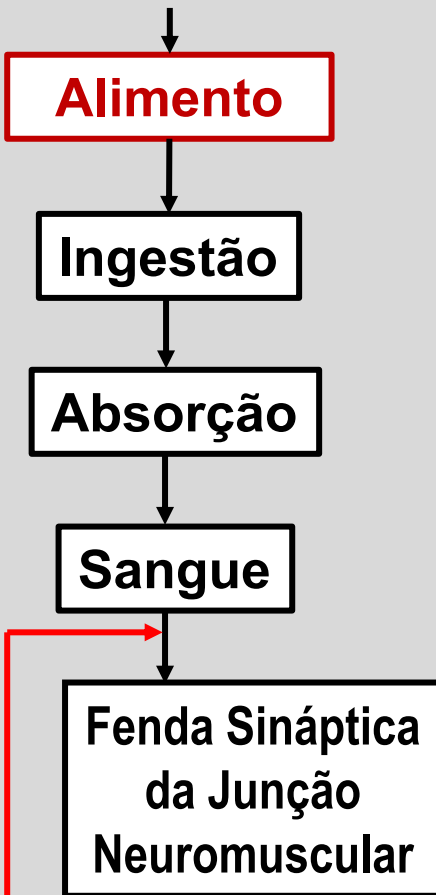 Alimento
Ingestão
Absorção
Sangue
Fenda Sináptica
da Junção
Neuromuscular